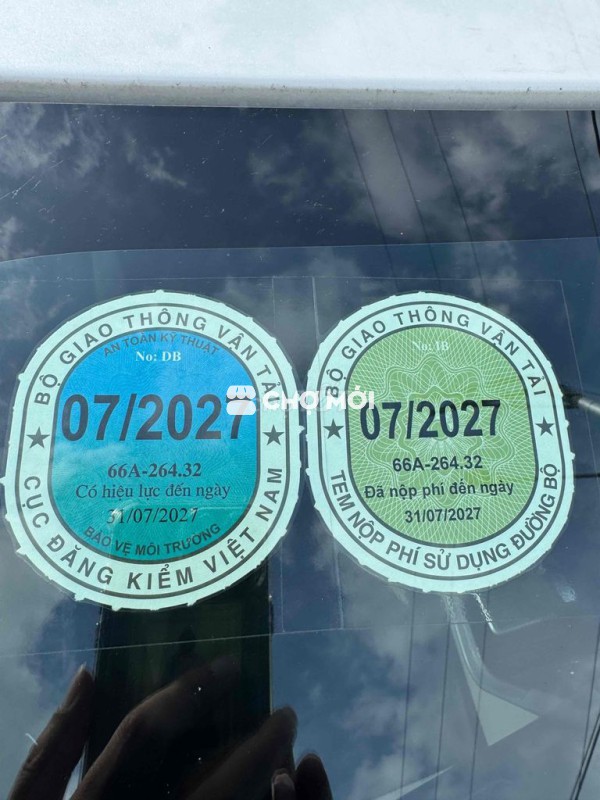 BỘ GIAO THÔNG VẬN TẢI
AN TOÀN KỸ THUẬT
No: DB
07/2027
66A-264.32
Có hiệu lực đến ngày
31/07/2027
BẢO VỆ MÔI TRƯỜNG
CỤC ĐĂNG KIỂM VIỆT NAM
CHỢ MỚI
BỘ GIAO THÔNG VẬN TẢI
No: IB
07/2027
66A-264.32
Đã nộp phí đến ngày
31/07/2027
TEM NỘP PHÍ SỬ DỤNG ĐƯỜNG BỘ